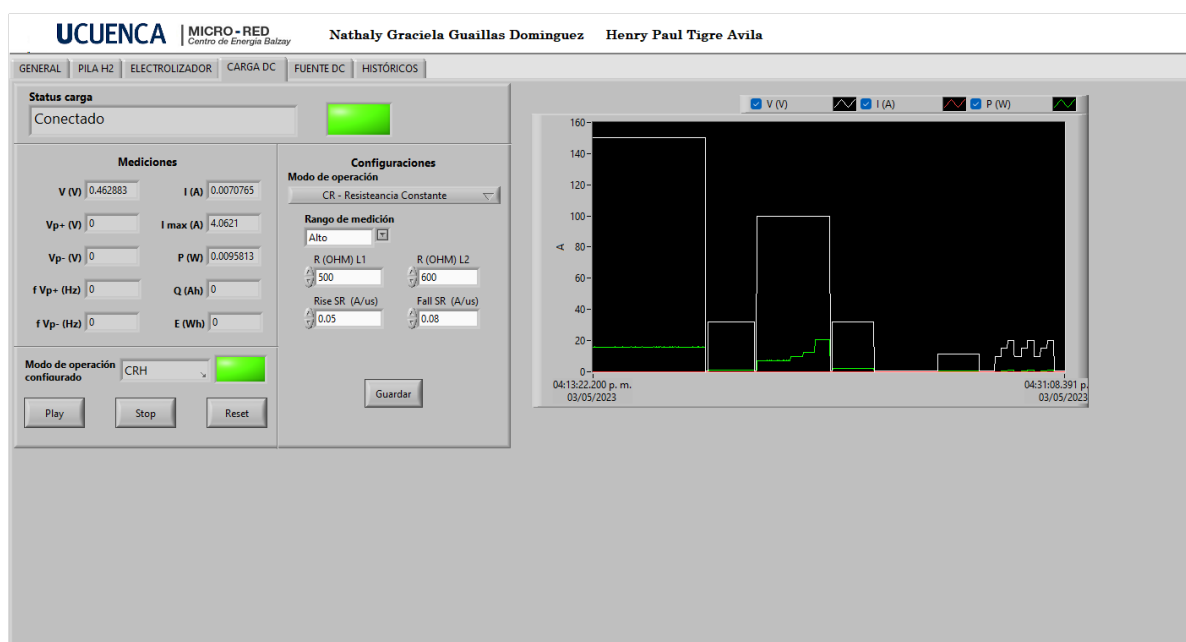 UCUENCA
MICRO-RED
Centro de Energía Balzay
Nathaly Graciela Guaillas Dominguez Henry Paul Tigre Avila
GENERAL PILA H2 ELECTROLIZADOR CARGA DC FUENTE DC HISTÓRICOS
Status carga
Conectado
Mediciones
V (V) 0.462883 I (A) 0.0070765
Vp+ (V) 0 I max (A) 4.0621
Vp- (V) 0 P (W) 0.0095813
f Vp+ (Hz) 0 Q (Ah) 0
f Vp- (Hz) 0 E (Wh) 0
Modo de operación
configurado
CRH
Play Stop Reset
Configuraciones
Modo de operación
CR - Resisteancia Constante
Rango de medición
Alto
R (OHM) L1 R (OHM) L2
500 600
Rise SR (A/us) Fall SR (A/us)
0.05 0.08
Guardar
V (V) I (A) P (W)
160
140
120
100
A 80
60
40
20
0
04:13:22.200 p. m. 04:31:08.391 p.
03/05/2023 03/05/2023